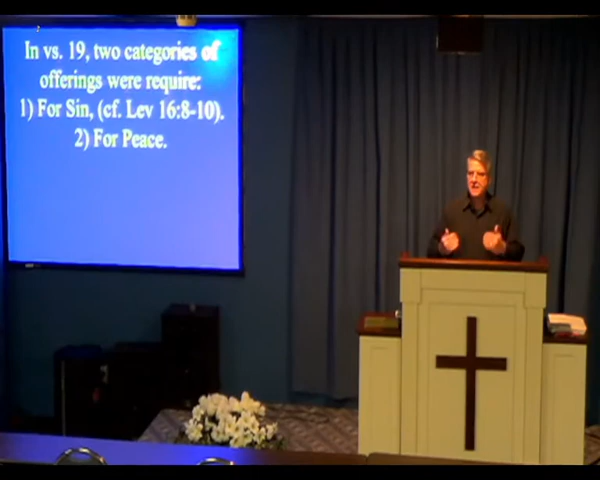 In vs. 19, two categories of
offerings were require:
1) For Sin, (cf. Lev 16:8-10).
2) For Peace.